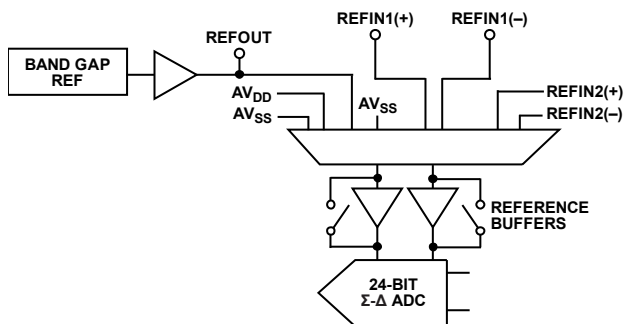 REFIN1(+)
REFIN1(–)
REFOUT
BAND GAP
REF
AVDD
AVSS
AVSS
REFIN2(+)
REFIN2(–)
REFERENCE
BUFFERS
24-BIT
Σ-Δ ADC